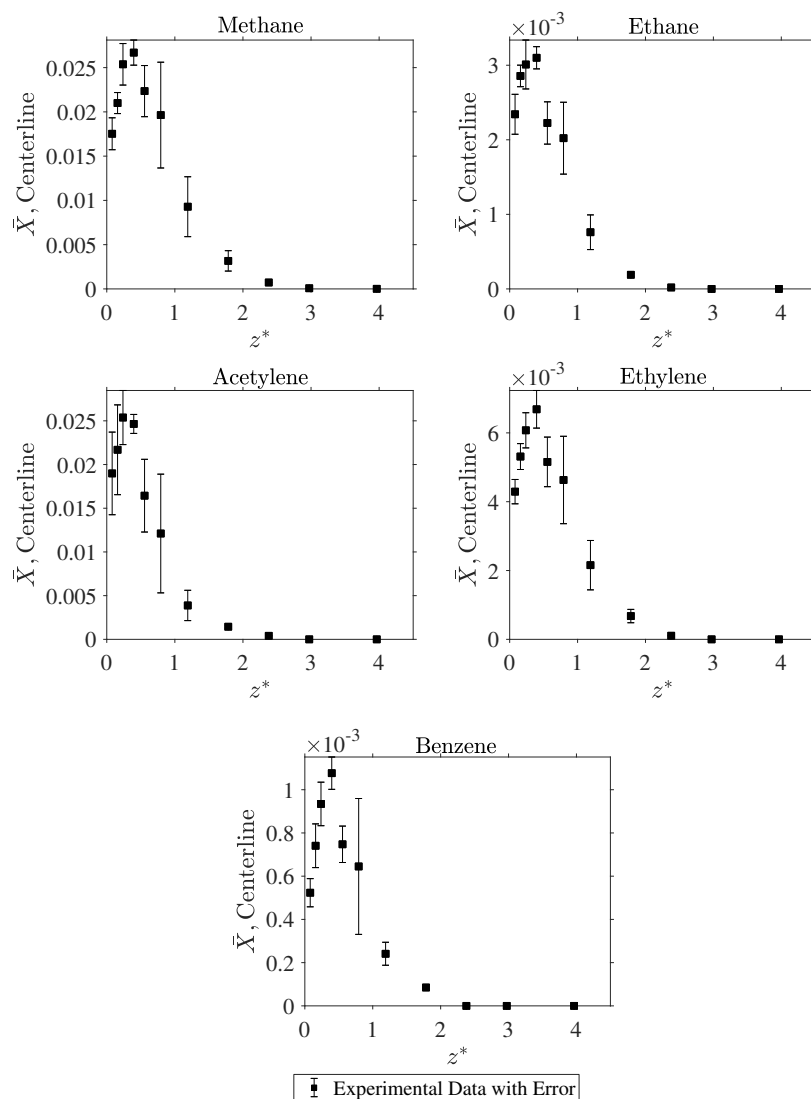 Methane
X̄, Centerline
0.025
0.02
0.015
0.01
0.005
0
0 1 2 3 4
z*
Ethane
×10⁻³
X̄, Centerline
3
2
1
0
0 1 2 3 4
z*
Acetylene
X̄, Centerline
0.025
0.02
0.015
0.01
0.005
0
0 1 2 3 4
z*
Ethylene
×10⁻³
X̄, Centerline
6
4
2
0
0 1 2 3 4
z*
Benzene
×10⁻³
X̄, Centerline
1
0.8
0.6
0.4
0.2
0
0 1 2 3 4
z*
Experimental Data with Error